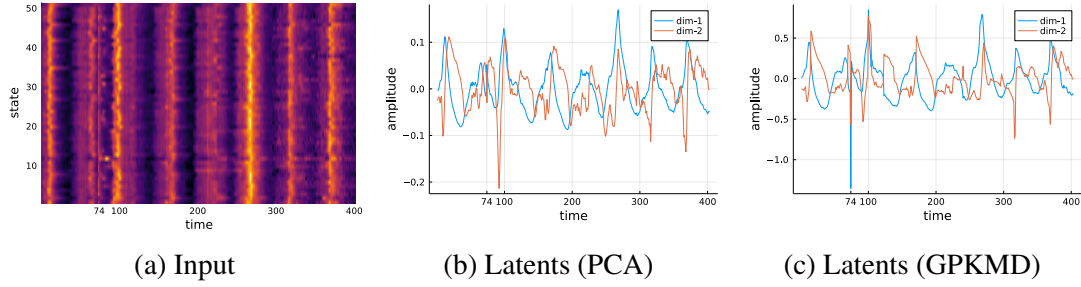 50
40
30
20
10
state
74
100
200
300
400
time
(a) Input
0.1
0.0
−0.1
−0.2
amplitude
dim-1
dim-2
74
100
200
300
400
time
(b) Latents (PCA)
0.5
0.0
−0.5
−1.0
amplitude
dim-1
dim-2
74
100
200
300
400
time
(c) Latents (GPKMD)